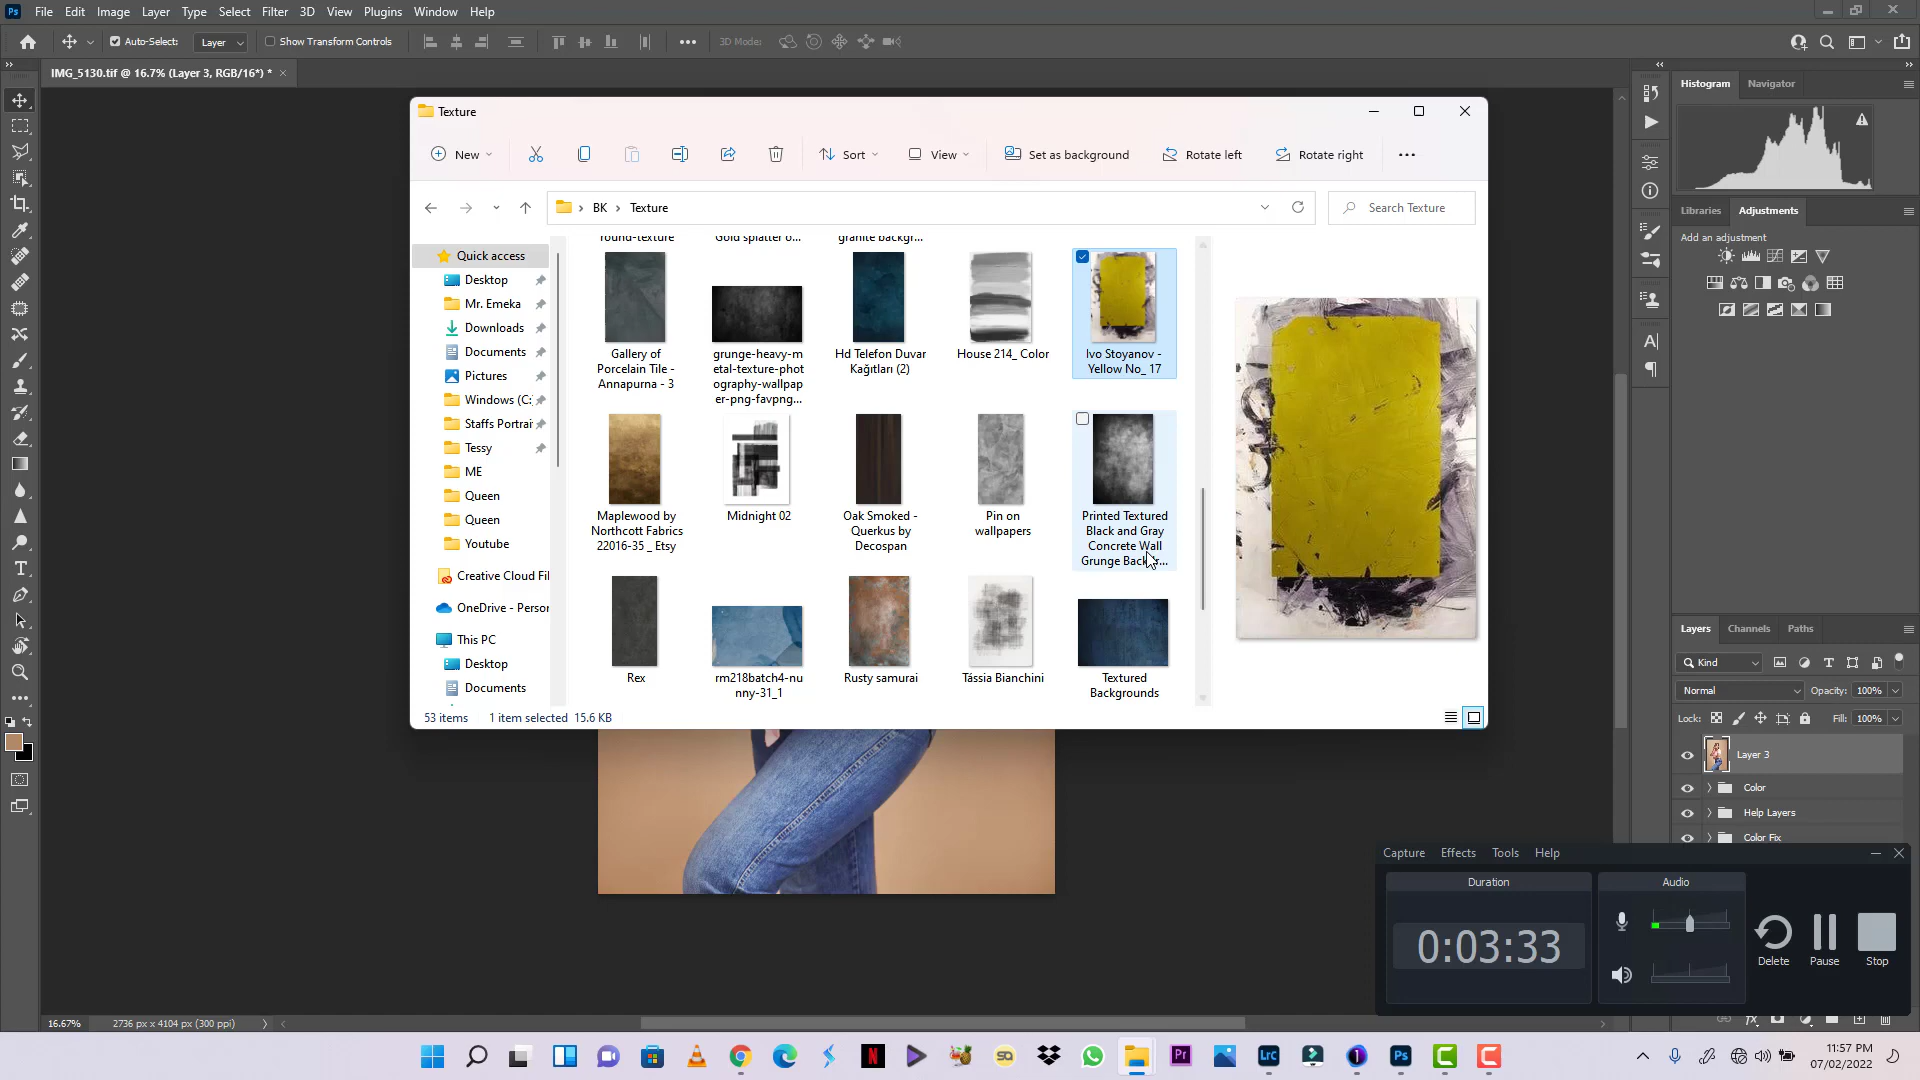 Ps File Edit Image Layer Type Select Filter 3D View Plugins Window Help
Auto-Select: Layer Show Transform Controls 3D Mode:
IMG_5130.tif @ 16.7% (Layer 3, RGB/16*) *
Texture
New Sort View Set as background Rotate left Rotate right
BK Texture Search Texture
Quick access
Desktop
Mr. Emeka
Downloads
Documents
Pictures
Windows (C:
Staffs Portrai
Tessy
ME
Queen
Queen
Youtube
Creative Cloud Fil
OneDrive - Person
This PC
Desktop
Documents
round-texture Gold splatter o... granite backgr...
Gallery of
Porcelain Tile -
Annapurna - 3
grunge-heavy-m
etal-texture-phot
ography-wallpap
er-png-favpng...
Hd Telefon Duvar
Kağıtları (2)
House 214_ Color
Ivo Stoyanov -
Yellow No_ 17
Maplewood by
Northcott Fabrics
22016-35 _ Etsy
Midnight 02
Oak Smoked -
Querkus by
Decospan
Pin on
wallpapers
Printed Textured
Black and Gray
Concrete Wall
Grunge Backgr...
Rex
rm218batch4-nu
nny-31_1
Rusty samurai
Tássia Bianchini
Textured
Backgrounds
53 items 1 item selected 15.6 KB
Histogram Navigator
Libraries Adjustments
Add an adjustment
Layers Channels Paths
Kind
Normal Opacity: 100%
Lock: Fill: 100%
Layer 3
Color
Help Layers
Color Fix
Capture Effects Tools Help
Duration Audio
0:03:33
Delete Pause Stop
16.67% 2736 px x 4104 px (300 ppi)
11:57 PM
07/02/2022